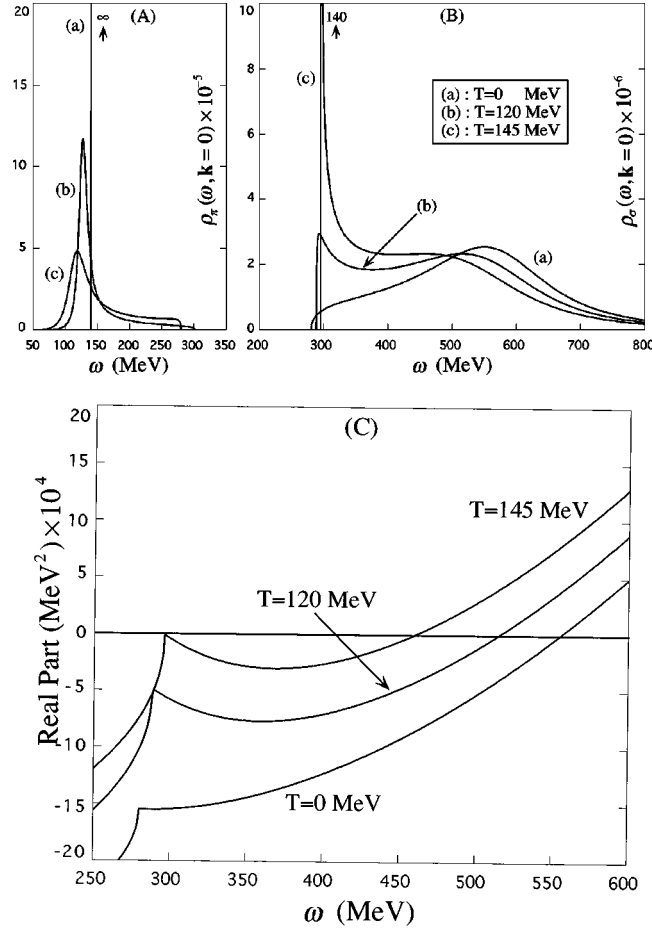 20
15
10
5
0
(a)
∞
(A)
(b)
(c)
ρπ(ω, k = 0) × 10⁻⁵
50 150 250 350
ω (MeV)
10
8
6
4
2
0
140
(B)
(c)
(a) : T=0 MeV
(b) : T=120 MeV
(c) : T=145 MeV
(b)
(a)
ρσ(ω, k = 0) × 10⁻⁶
200 300 400 500 600 700 800
ω (MeV)
(C)
Real Part (MeV²) × 10⁴
20
15
10
5
0
-5
-10
-15
-20
T=145 MeV
T=120 MeV
T=0 MeV
250 300 350 400 450 500 550 600
ω (MeV)